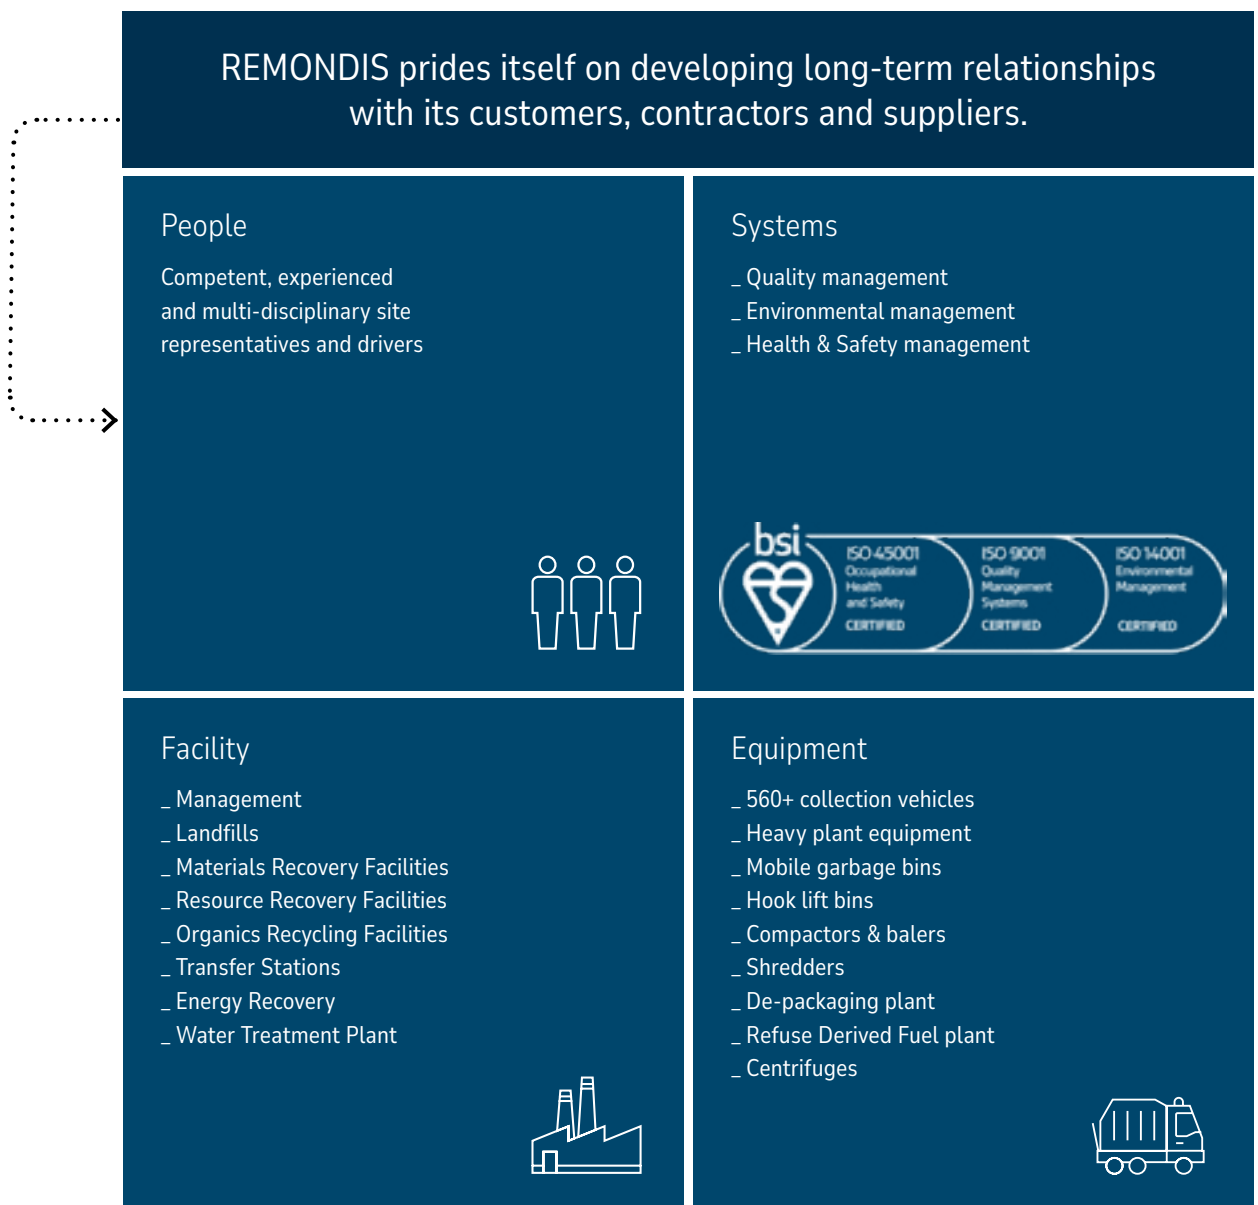 REMONDIS prides itself on developing long-term relationships
with its customers, contractors and suppliers.
People
Competent, experienced
and multi-disciplinary site
representatives and drivers
Systems
_ Quality management
_ Environmental management
_ Health & Safety management
bsi
ISO 45001
Occupational
Health
and Safety
CERTIFIED
ISO 9001
Quality
Management
Systems
CERTIFIED
ISO 14001
Environmental
Management
CERTIFIED
Facility
_ Management
_ Landfills
_ Materials Recovery Facilities
_ Resource Recovery Facilities
_ Organics Recycling Facilities
_ Transfer Stations
_ Energy Recovery
_ Water Treatment Plant
Equipment
_ 560+ collection vehicles
_ Heavy plant equipment
_ Mobile garbage bins
_ Hook lift bins
_ Compactors & balers
_ Shredders
_ De-packaging plant
_ Refuse Derived Fuel plant
_ Centrifuges